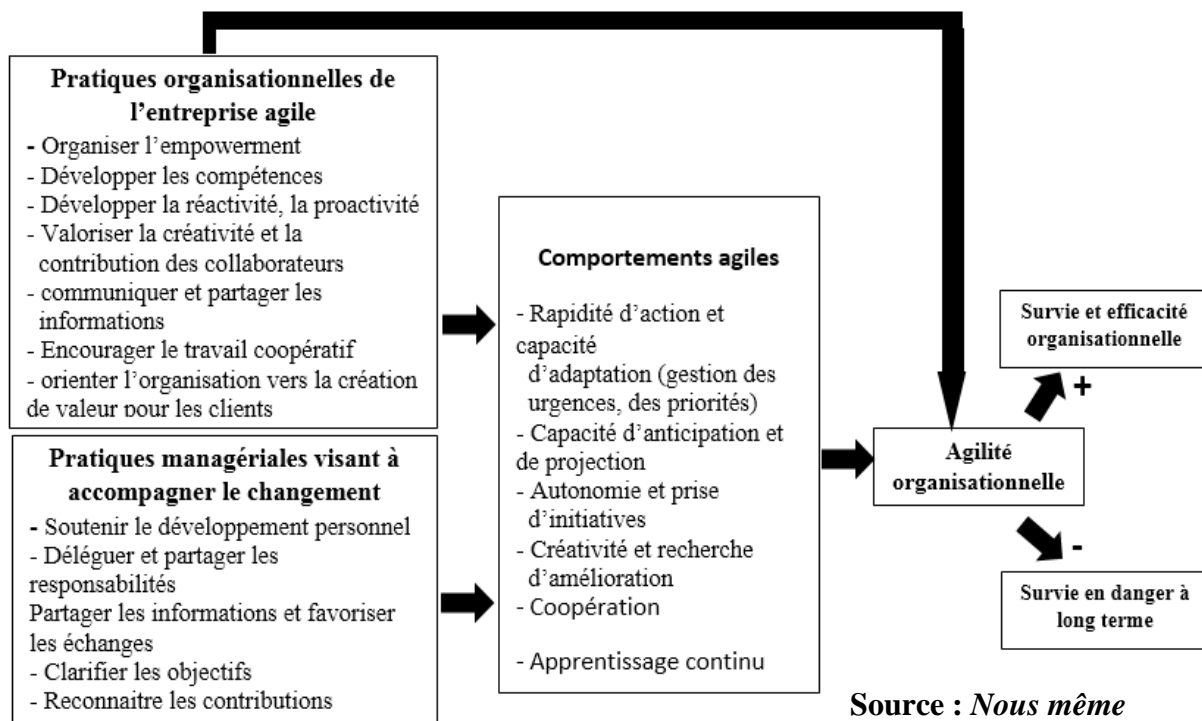 Pratiques organisationnelles de
l’entreprise agile
- Organiser l’empowerment
- Développer les compétences
- Développer la réactivité, la proactivité
- Valoriser la créativité et la
contribution des collaborateurs
- communiquer et partager les
informations
- Encourager le travail coopératif
- orienter l’organisation vers la création
de valeur pour les clients
Pratiques managériales visant à
accompagner le changement
- Soutenir le développement personnel
- Déléguer et partager les
responsabilités
Partager les informations et favoriser
les échanges
- Clarifier les objectifs
- Reconnaitre les contributions
Comportements agiles
- Rapidité d’action et
capacité
d’adaptation (gestion des
urgences, des priorités)
- Capacité d’anticipation et
de projection
- Autonomie et prise
d’initiatives
- Créativité et recherche
d’amélioration
- Coopération
- Apprentissage continu
Agilité
organisationnelle
Survie et efficacité
organisationnelle
+
-
Survie en danger à
long terme
Source : Nous même